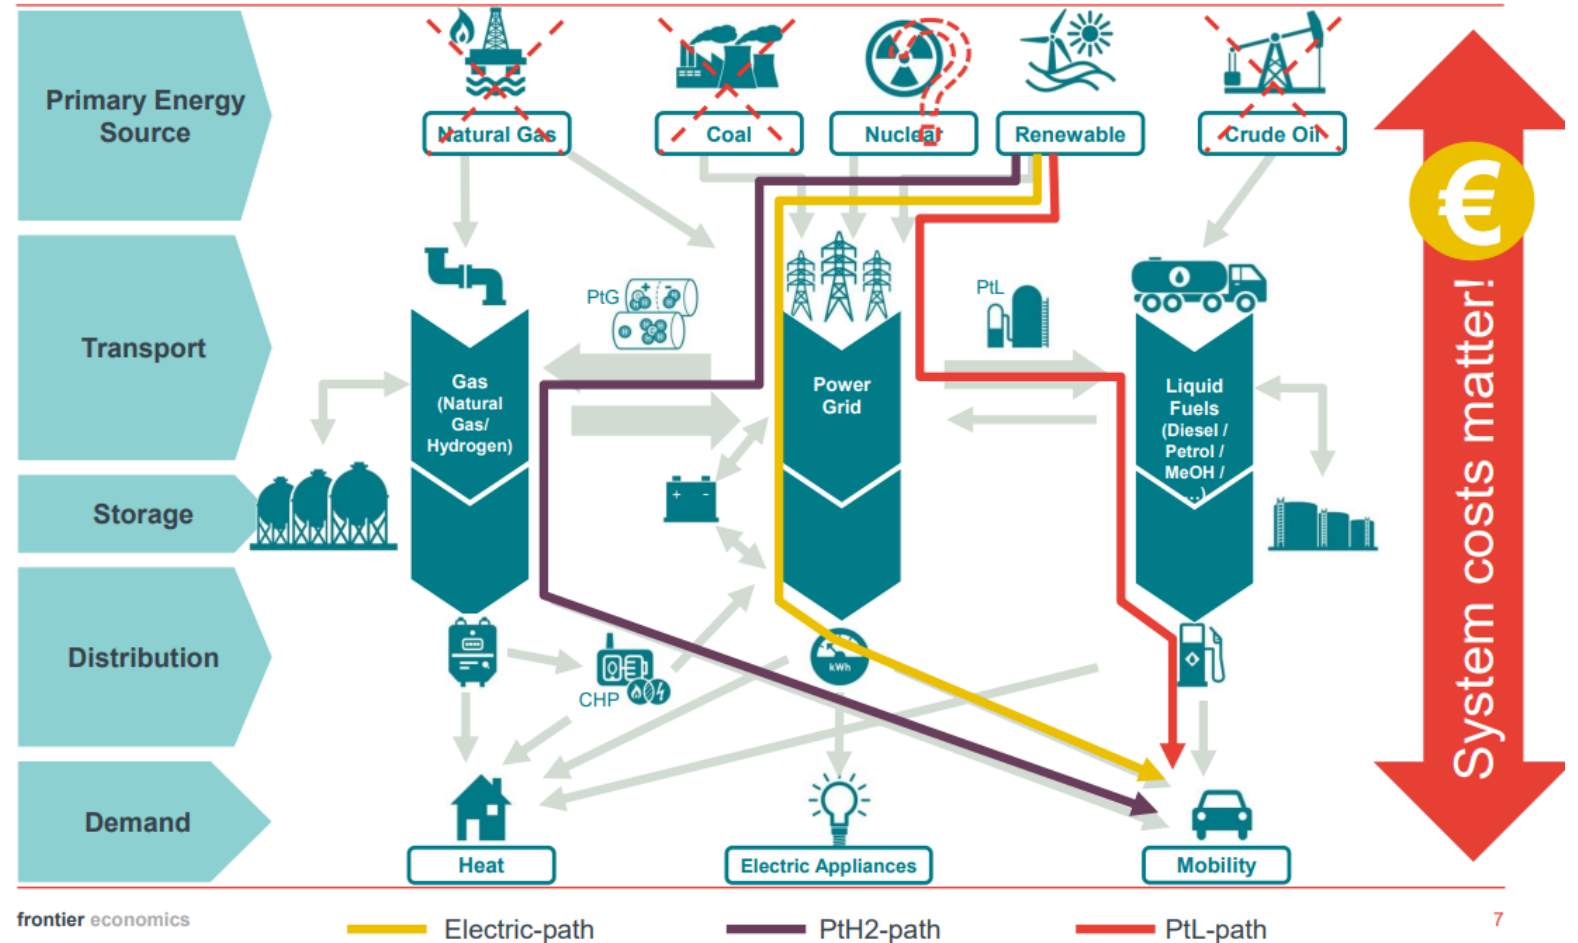 Primary Energy
Source
Natural Gas
Coal
Nuclear
Renewable
Crude Oil
€
System costs matter!
Transport
PtG
PtL
Gas
(Natural
Gas/
Hydrogen)
Power
Grid
Liquid
Fuels
(Diesel /
Petrol /
MeOH /
...)
Storage
+ -
Distribution
kWh
CHP
Demand
Heat
Electric Appliances
Mobility
frontier economics
Electric-path
PtH2-path
PtL-path
7